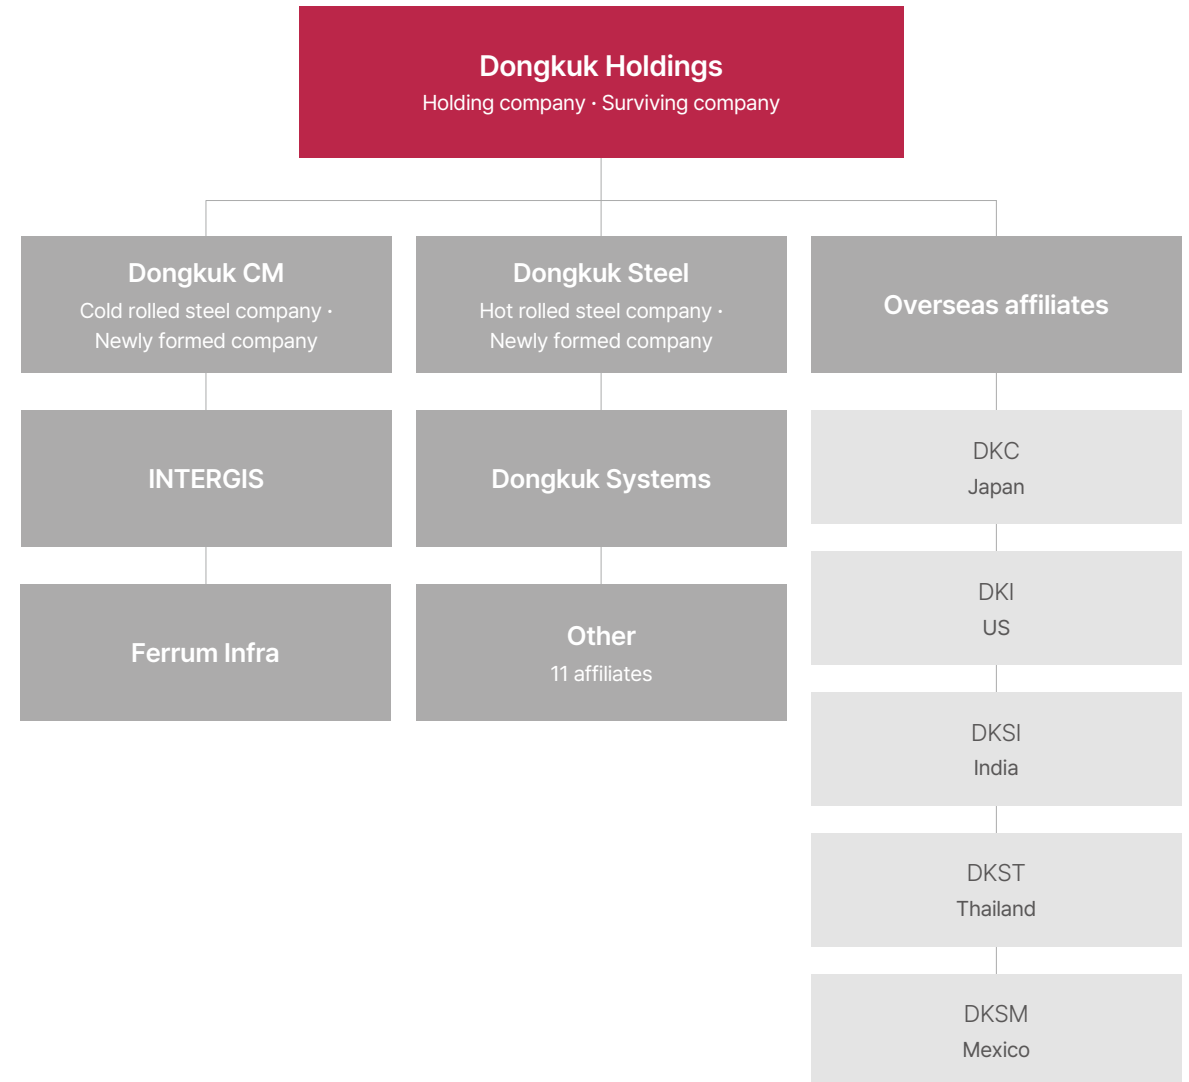 Dongkuk Holdings
Holding company · Surviving company
Dongkuk CM
Cold rolled steel company ·
Newly formed company
Dongkuk Steel
Hot rolled steel company ·
Newly formed company
Overseas affiliates
INTERGIS
Dongkuk Systems
Ferrum Infra
Other
11 affiliates
DKC
Japan
DKI
US
DKSI
India
DKST
Thailand
DKSM
Mexico